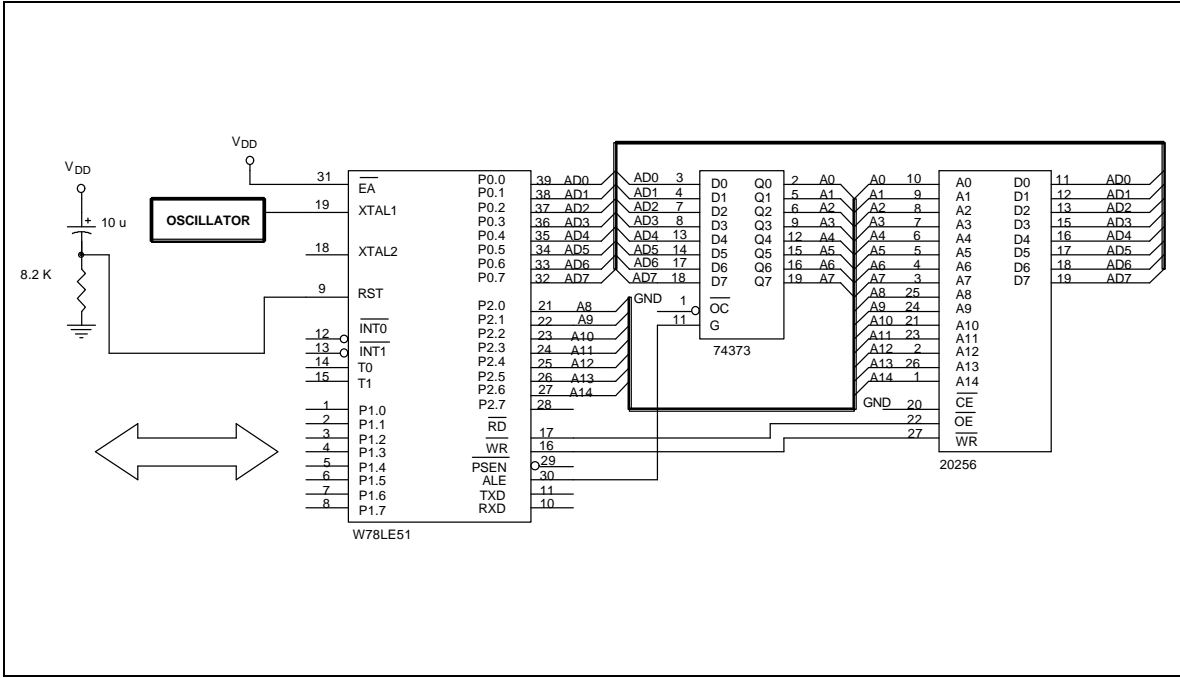 VDD
10 u
8.2 K
OSCILLATOR
VDD
31 EA
19 XTAL1
18 XTAL2
9 RST
12 INT0
13 INT1
14 T0
15 T1
1 P1.0
2 P1.1
3 P1.2
4 P1.3
5 P1.4
6 P1.5
7 P1.6
8 P1.7
P0.0 39 AD0
P0.1 38 AD1
P0.2 37 AD2
P0.3 36 AD3
P0.4 35 AD4
P0.5 34 AD5
P0.6 33 AD6
P0.7 32 AD7
P2.0 21 A8
P2.1 22 A9
P2.2 23 A10
P2.3 24 A11
P2.4 25 A12
P2.5 26 A13
P2.6 27 A14
P2.7 28
RD 17
WR 16
PSEN 29
ALE 30
TXD 11
RXD 10
W78LE51
AD0 3 D0 Q0 2 A0
AD1 4 D1 Q1 5 A1
AD2 7 D2 Q2 6 A2
AD3 8 D3 Q3 9 A3
AD4 13 D4 Q4 12 A4
AD5 14 D5 Q5 15 A5
AD6 17 D6 Q6 16 A6
AD7 18 D7 Q7 19 A7
GND 1 OC
11 G
74373
A0 10 A0 D0 11 AD0
A1 9 A1 D1 12 AD1
A2 8 A2 D2 13 AD2
A3 7 A3 D3 15 AD3
A4 6 A4 D4 16 AD4
A5 5 A5 D5 17 AD5
A6 4 A6 D6 18 AD6
A7 3 A7 D7 19 AD7
A8 25 A8
A9 24 A9
A10 21 A10
A11 23 A11
A12 2 A12
A13 26 A13
A14 1 A14
GND 20 CE
22 OE
27 WR
20256